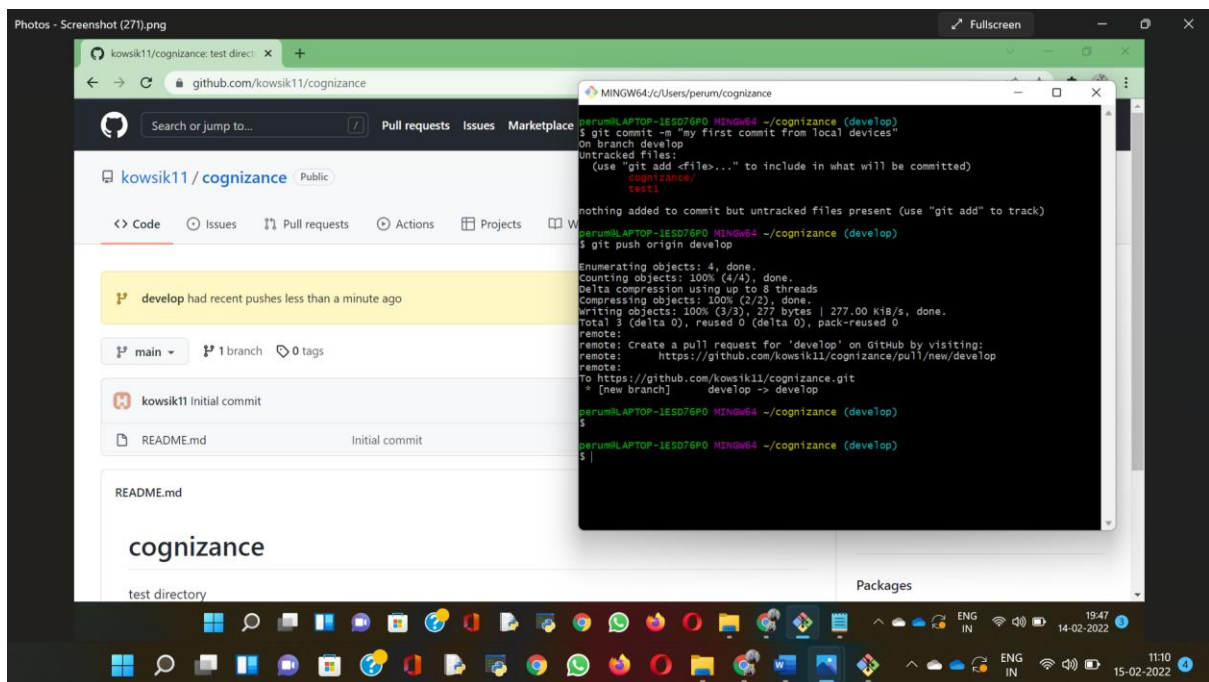 Photos - Screenshot (271).png
Fullscreen
kowsik11/cognizance: test direct
github.com/kowsik11/cognizance
Search or jump to...
/
Pull requests Issues Marketplace
kowsik11 / cognizance Public
<> Code Issues Pull requests Actions Projects W
develop had recent pushes less than a minute ago
main 1 branch 0 tags
kowsik11 Initial commit
README.md Initial commit
README.md
cognizance
test directory
Packages
MINGW64:/c/Users/perum/cognizance
perum@LAPTOP-1ESD76P0 MINGW64 ~/cognizance (develop)
$ git commit -m "my first commit from local devices"
On branch develop
Untracked files:
(use "git add <file>..." to include in what will be committed)
cognizance/
test1
nothing added to commit but untracked files present (use "git add" to track)
perum@LAPTOP-1ESD76P0 MINGW64 ~/cognizance (develop)
$ git push origin develop
Enumerating objects: 4, done.
Counting objects: 100% (4/4), done.
Delta compression using up to 8 threads
Compressing objects: 100% (2/2), done.
Writing objects: 100% (3/3), 277 bytes | 277.00 KiB/s, done.
Total 3 (delta 0), reused 0 (delta 0), pack-reused 0
remote:
remote: Create a pull request for 'develop' on GitHub by visiting:
remote: https://github.com/kowsik11/cognizance/pull/new/develop
remote:
To https://github.com/kowsik11/cognizance.git
* [new branch] develop -> develop
perum@LAPTOP-1ESD76P0 MINGW64 ~/cognizance (develop)
$
perum@LAPTOP-1ESD76P0 MINGW64 ~/cognizance (develop)
$
ENG
IN
19:47
14-02-2022
3
ENG
IN
11:10
15-02-2022
4